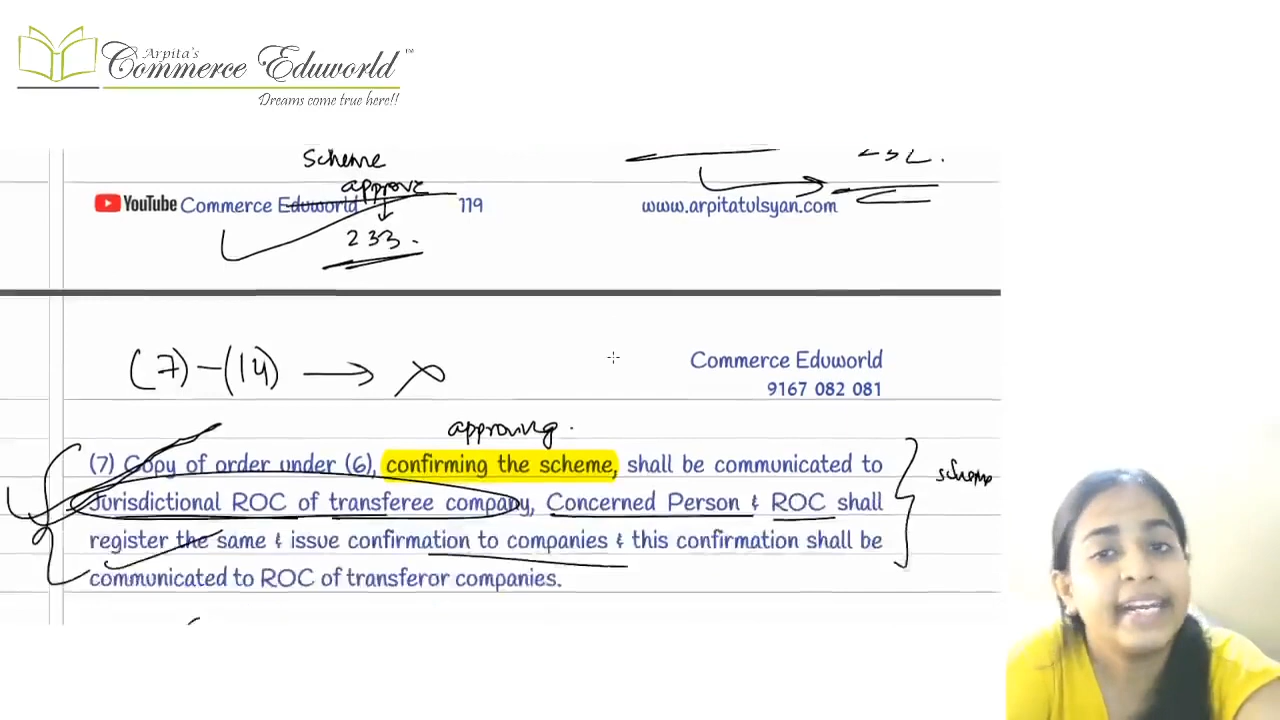 Arpita's
Commerce Eduworld™
Dreams come true here!!
scheme
approve
232.
YouTube Commerce Eduworld 119 www.arpitatulsyan.com
233.
(7)-(14) → 
Commerce Eduworld
9167 082 081
approving.
(7) Copy of order under (6), confirming the scheme, shall be communicated to
Jurisdictional ROC of transferee company, Concerned Person & ROC shall
register the same & issue confirmation to companies & this confirmation shall be
communicated to ROC of transferor companies.
scheme